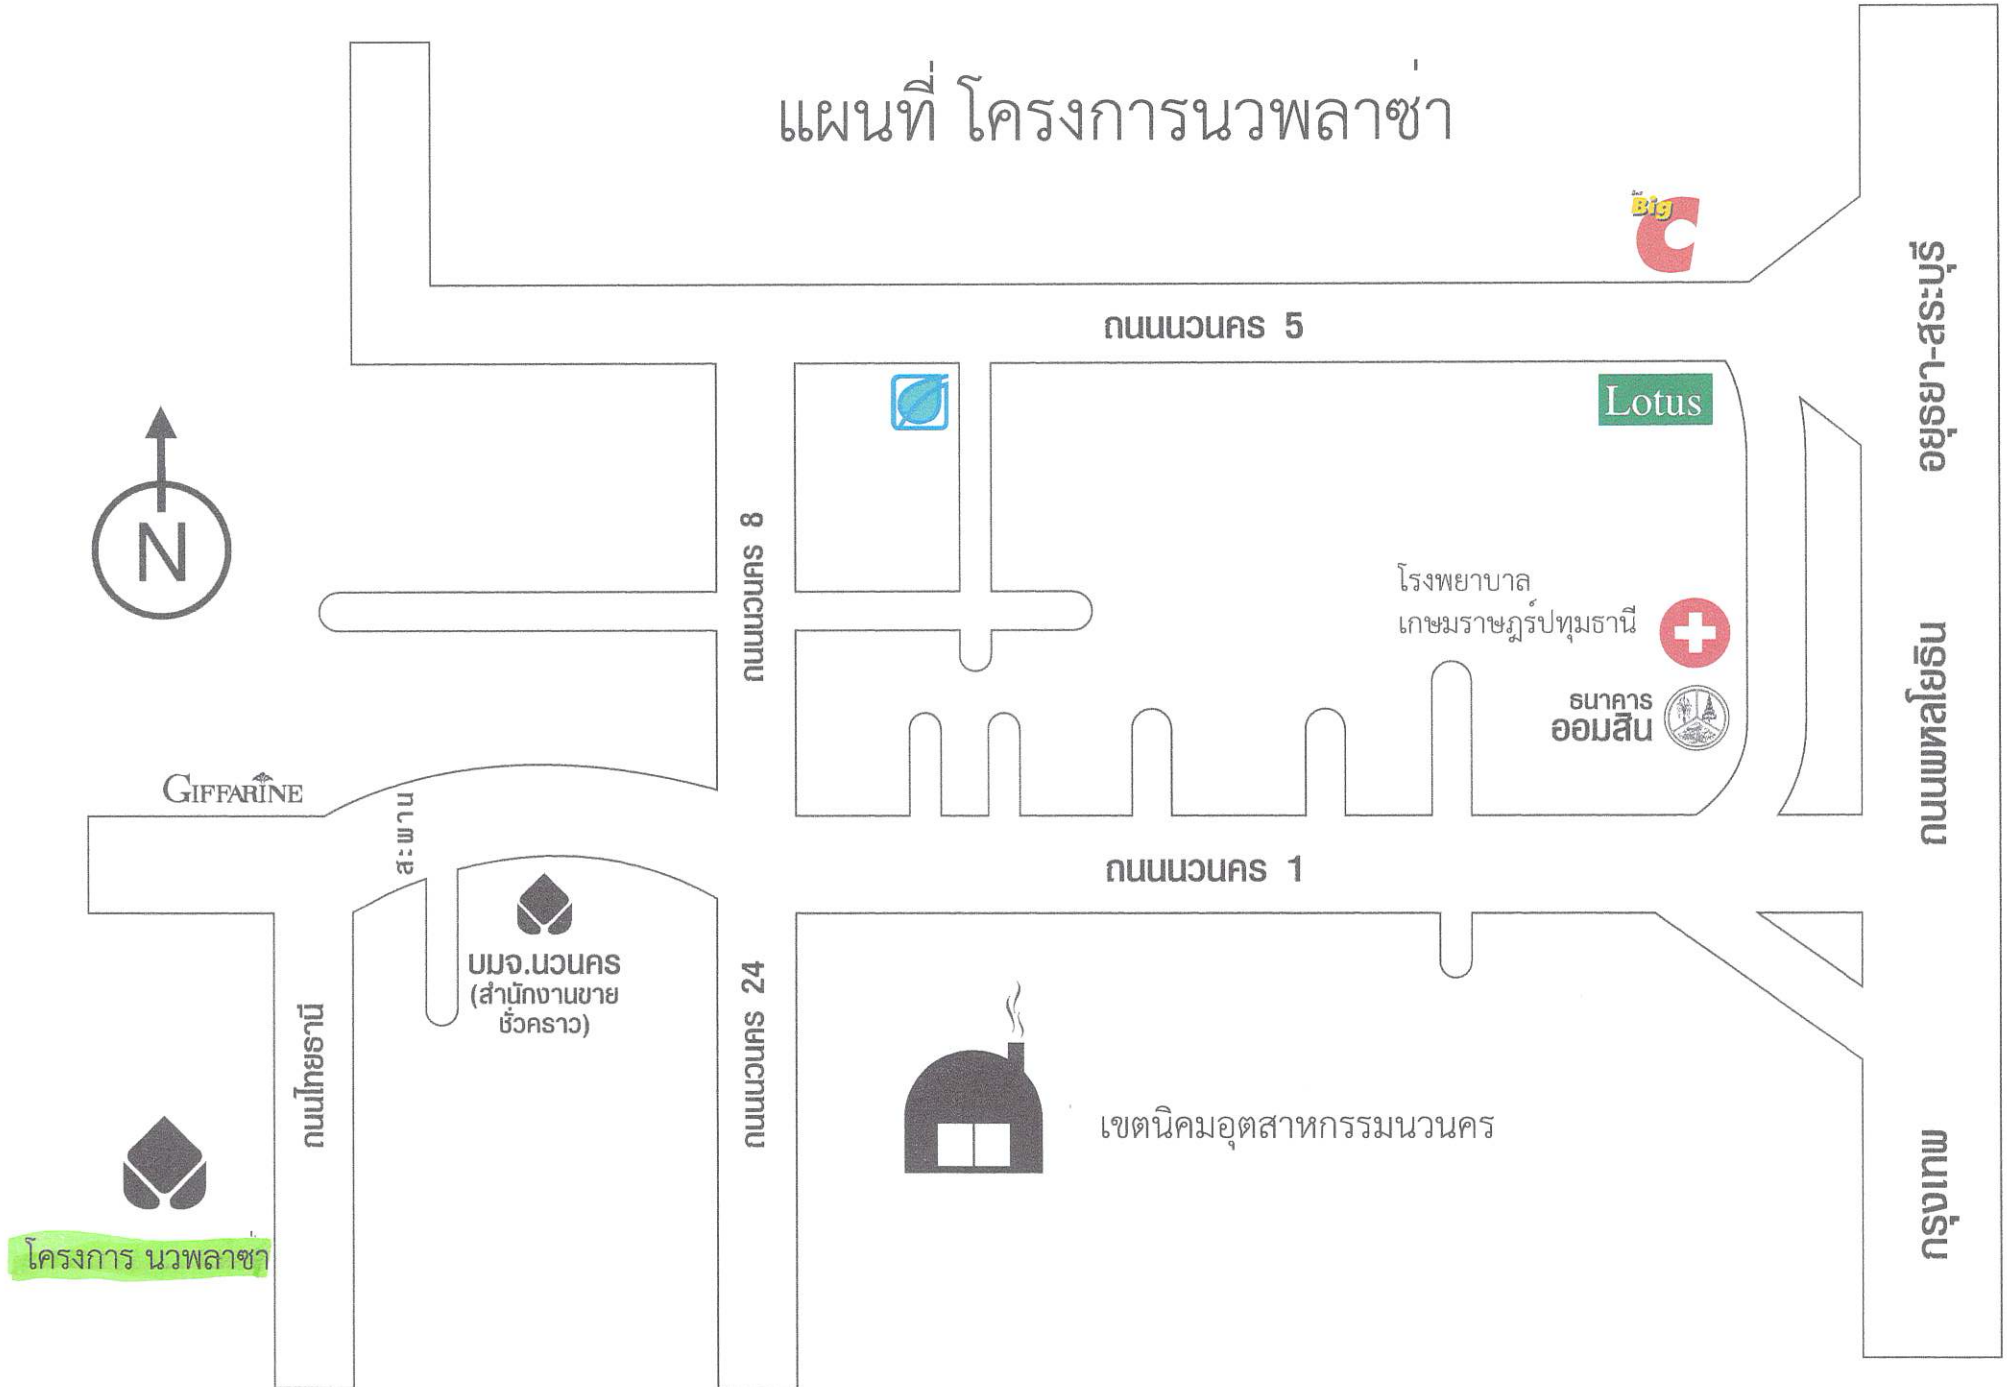 แผนที่ โครงการนวพลาซ่า
Big C
ถนนนวนคร 5
อยุธยา-สระบุรี
Lotus
N
ถนนนวนคร 8
โรงพยาบาล
เกษมราษฎร์ปทุมธานี
ธนาคาร
ออมสิน
ถนนพหลโยธิน
GIFFARINE
สะพาน
ถนนนวนคร 1
บมจ.นวนคร
(สำนักงานขาย
ชั่วคราว)
ถนนไทยธานี
ถนนนวนคร 24
เขตนิคมอุตสาหกรรมนวนคร
กรุงเทพ
โครงการ นวพลาซ่า